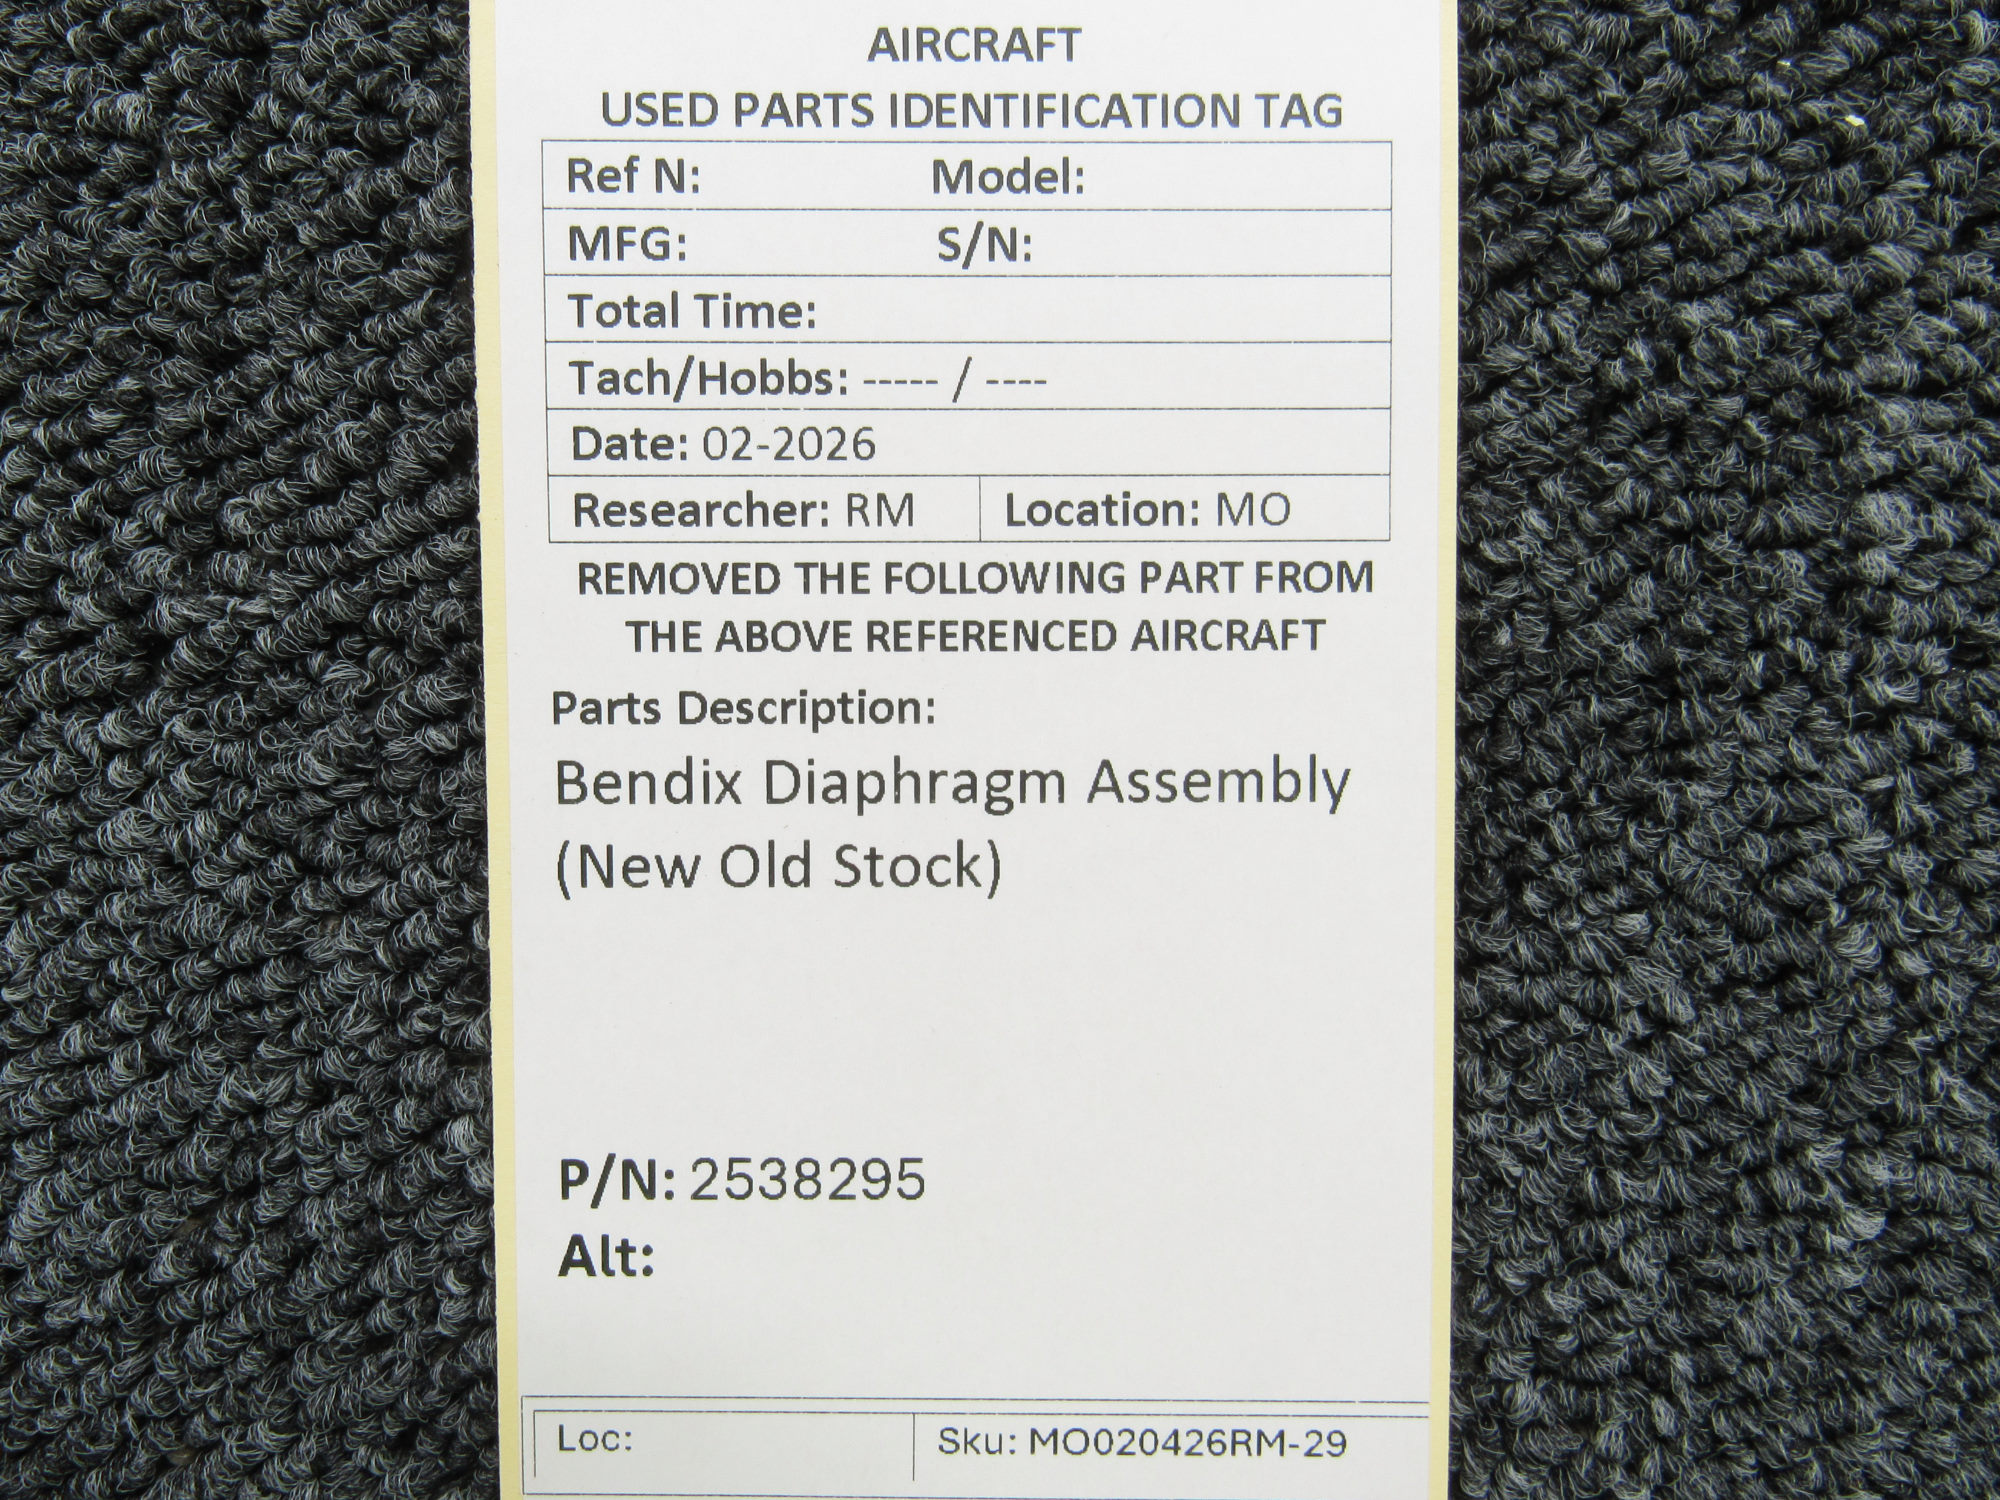 AIRCRAFT
USED PARTS IDENTIFICATION TAG
Ref N: Model:
MFG: S/N:
Total Time:
Tach/Hobbs: ----- / ----
Date: 02-2026
Researcher: RM Location: MO
REMOVED THE FOLLOWING PART FROM
THE ABOVE REFERENCED AIRCRAFT
Parts Description:
Bendix Diaphragm Assembly
(New Old Stock)
P/N: 2538295
Alt:
Loc: Sku: MO020426RM-29